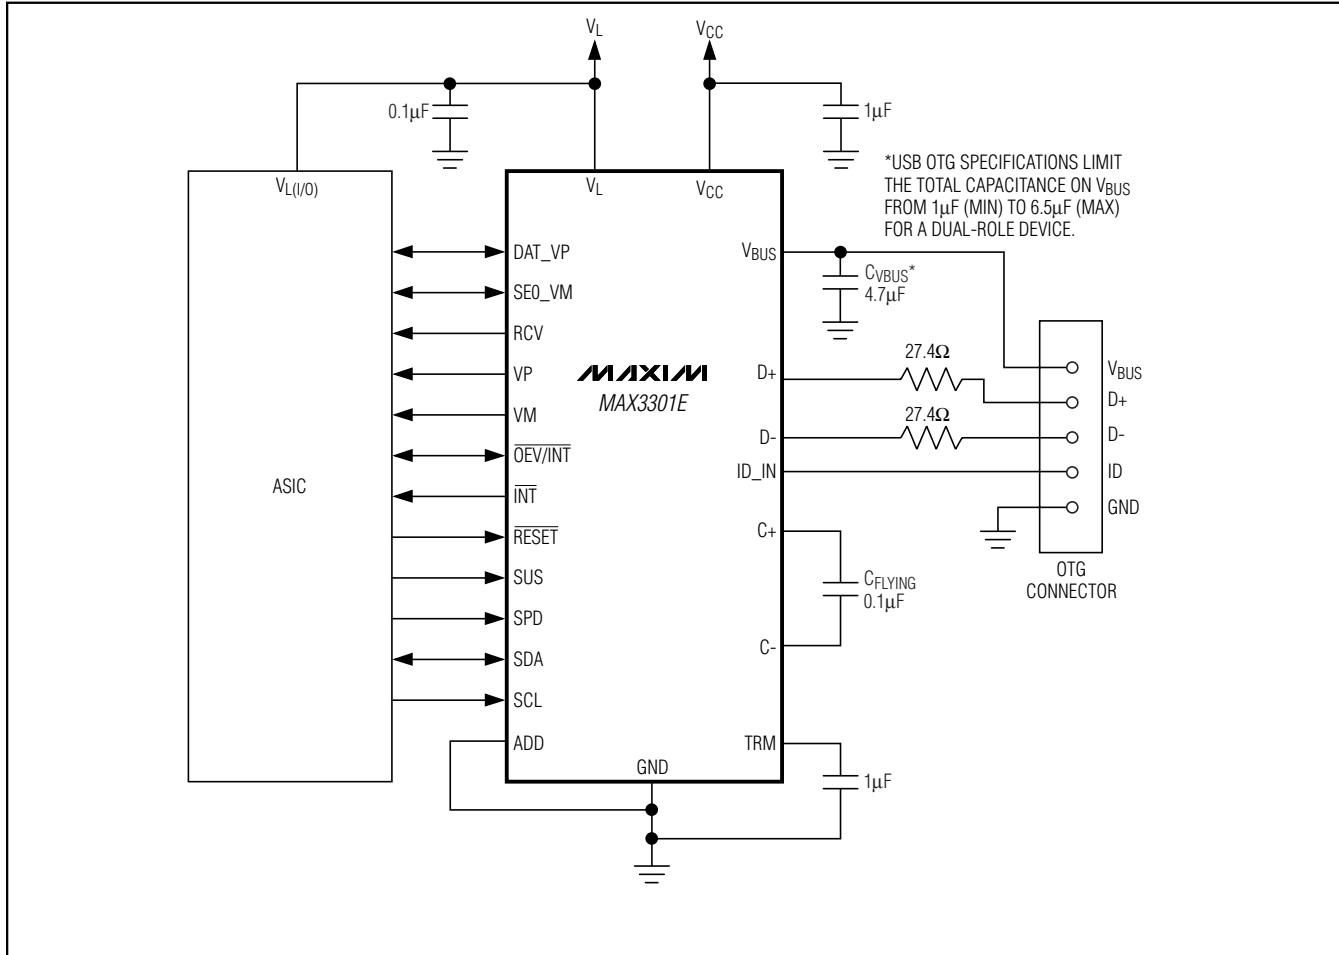 VL
VCC
0.1µF
1µF
*USB OTG SPECIFICATIONS LIMIT
THE TOTAL CAPACITANCE ON VBUS
FROM 1µF (MIN) TO 6.5µF (MAX)
FOR A DUAL-ROLE DEVICE.
VL(I/O)
VL
VCC
DAT_VP
VBUS
CVBUS*
4.7µF
SE0_VM
RCV
27.4Ω
VP
MAXIM
D+
VBUS
MAX3301E
D+
VM
27.4Ω
D-
D-
OEV/INT
ID_IN
ID
ASIC
INT
GND
RESET
C+
OTG
CONNECTOR
SUS
CFLYING
0.1µF
SPD
C-
SDA
SCL
ADD
TRM
GND
1µF